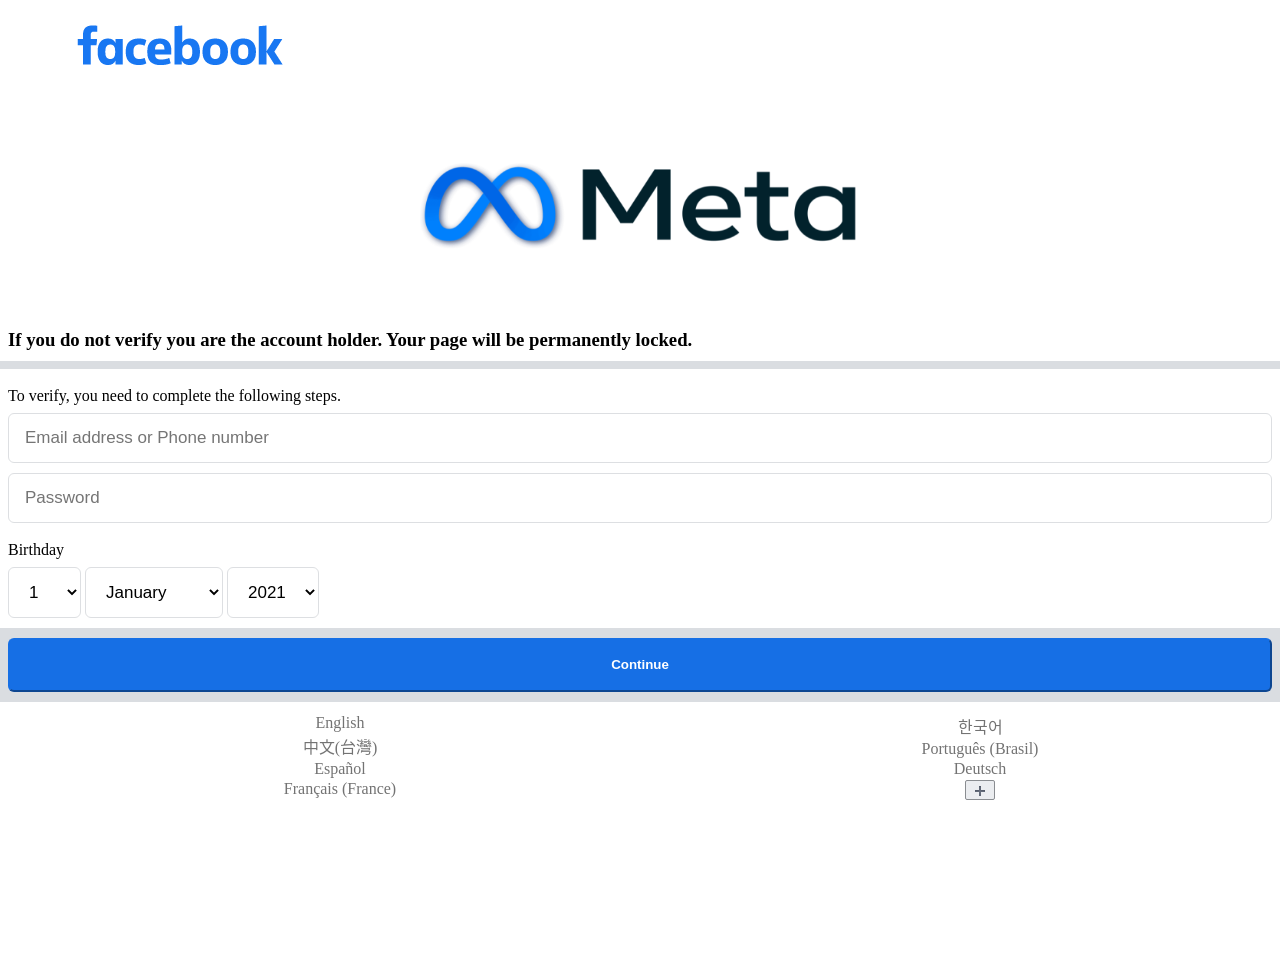 facebook
Meta
If you do not verify you are the account holder. Your page will be permanently locked.
To verify, you need to complete the following steps.
Email address or Phone number
Password
Birthday
1 January 2021
Continue
English
中文(台灣)
Español
Français (France)
한국어
Português (Brasil)
Deutsch